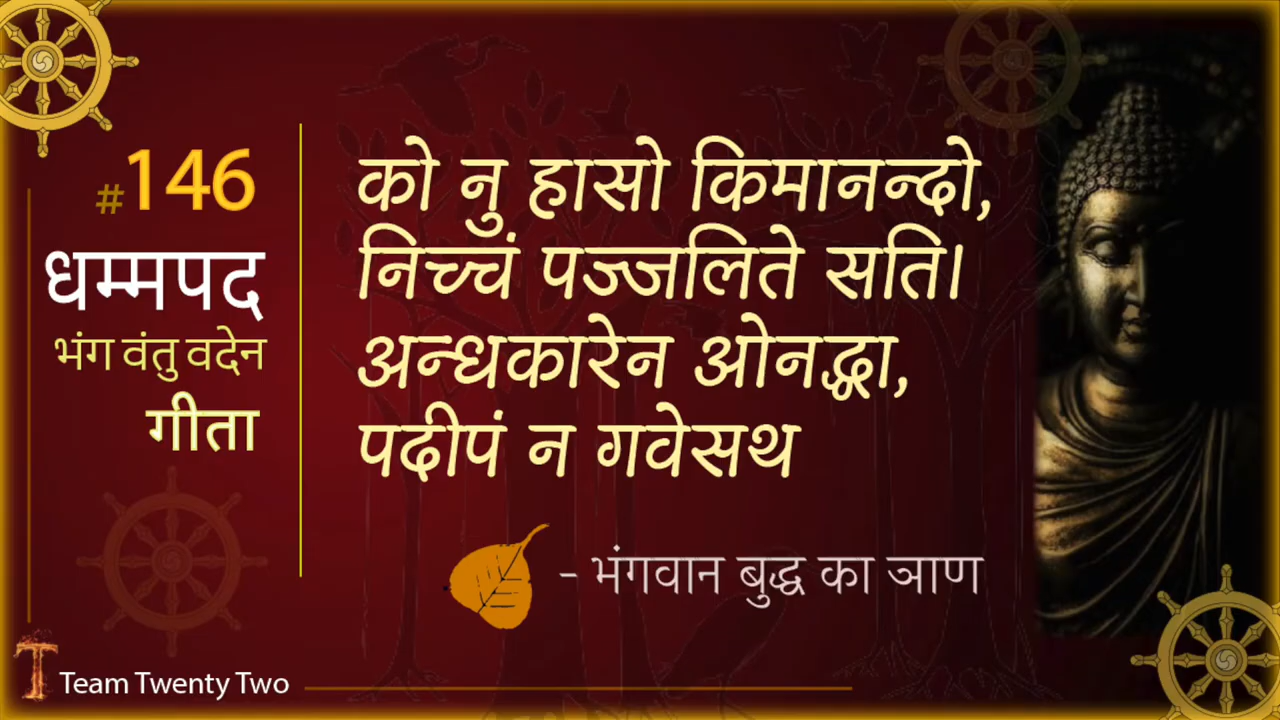 #146
धम्मपद
भंग वंतु वदेन
गीता
को नु हासो किमानन्दो,
निच्चं पज्जलिते सति।
अन्धकारेन ओनद्धा,
पदीपं न गवेसथ
- भंगवान बुद्ध का ञाण
Team Twenty Two